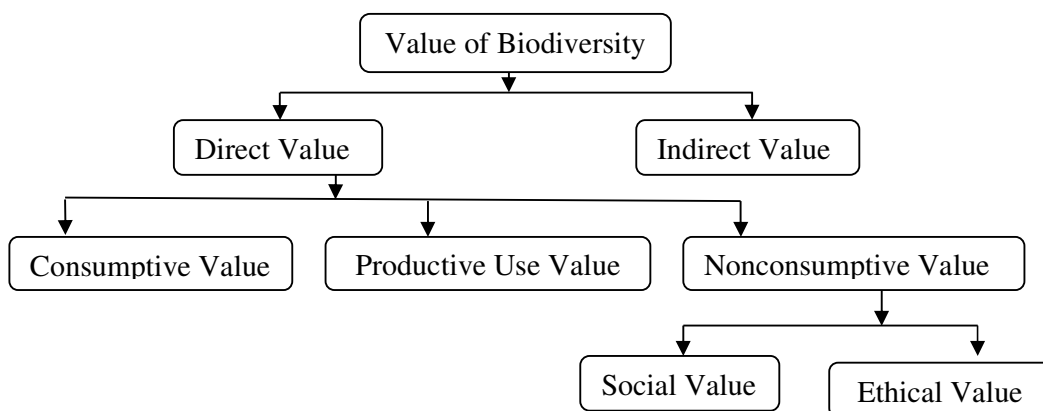 Value of Biodiversity
Direct Value
Indirect Value
Consumptive Value
Productive Use Value
Nonconsumptive Value
Social Value
Ethical Value